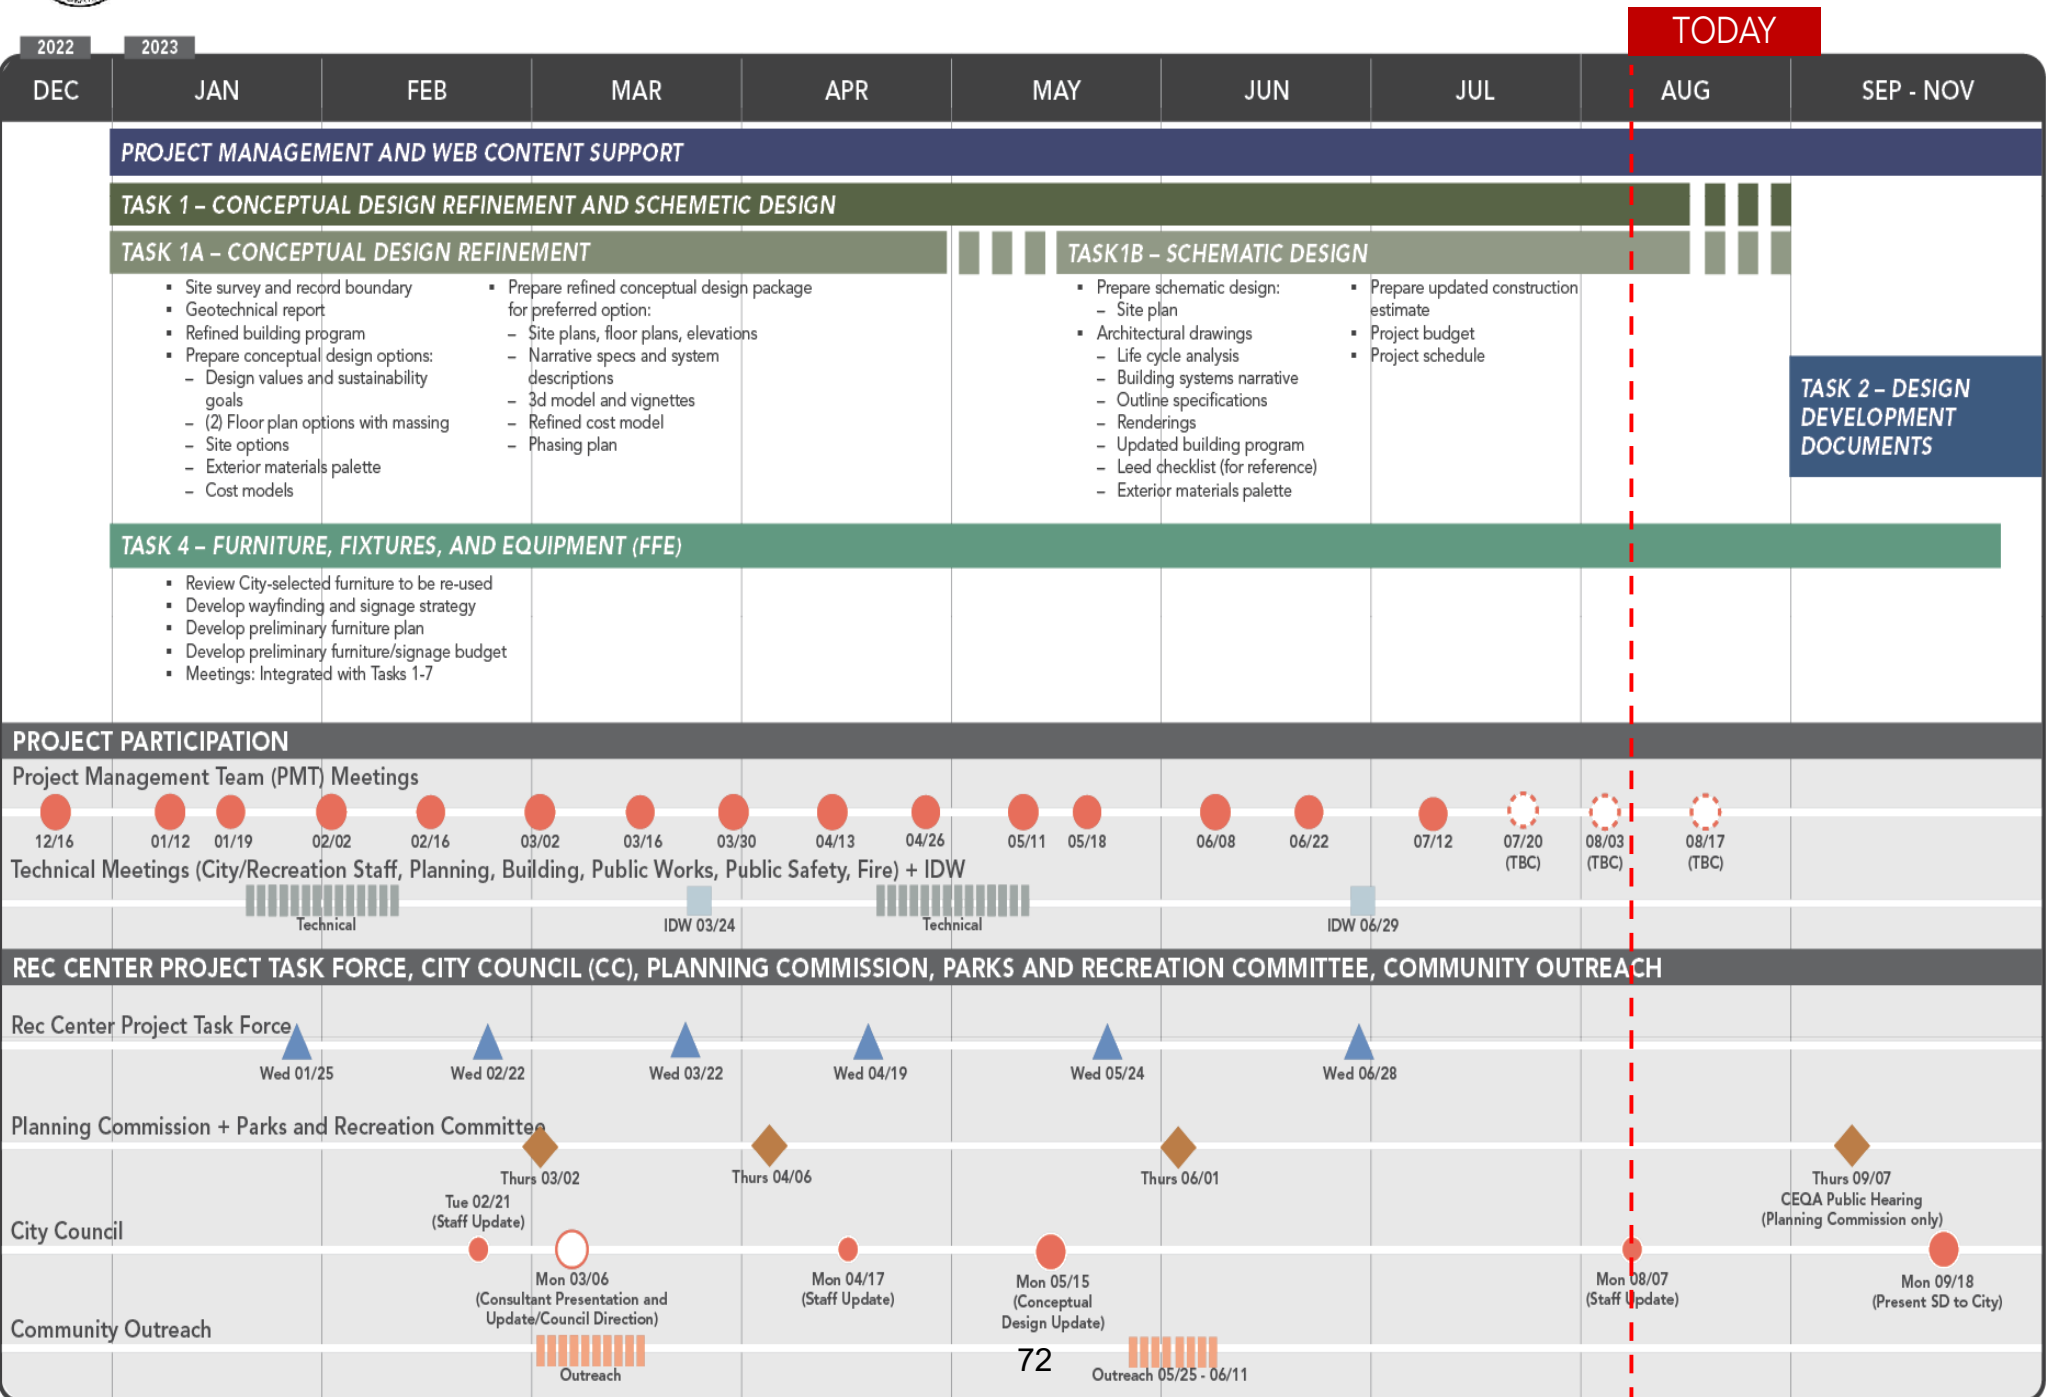 TODAY
2022
2023
DEC
JAN
FEB
MAR
APR
MAY
JUN
JUL
AUG
SEP - NOV
PROJECT MANAGEMENT AND WEB CONTENT SUPPORT
TASK 1 – CONCEPTUAL DESIGN REFINEMENT AND SCHEMETIC DESIGN
TASK 1A – CONCEPTUAL DESIGN REFINEMENT
TASK1B – SCHEMATIC DESIGN
▪ Site survey and record boundary
▪ Geotechnical report
▪ Refined building program
▪ Prepare conceptual design options:
– Design values and sustainability
goals
– (2) Floor plan options with massing
– Site options
– Exterior materials palette
– Cost models
▪ Prepare refined conceptual design package
for preferred option:
– Site plans, floor plans, elevations
– Narrative specs and system
descriptions
– 3d model and vignettes
– Refined cost model
– Phasing plan
▪ Prepare schematic design:
– Site plan
▪ Architectural drawings
– Life cycle analysis
– Building systems narrative
– Outline specifications
– Renderings
– Updated building program
– Leed checklist (for reference)
– Exterior materials palette
▪ Prepare updated construction
estimate
▪ Project budget
▪ Project schedule
TASK 2 – DESIGN
DEVELOPMENT
DOCUMENTS
TASK 4 – FURNITURE, FIXTURES, AND EQUIPMENT (FFE)
▪ Review City-selected furniture to be re-used
▪ Develop wayfinding and signage strategy
▪ Develop preliminary furniture plan
▪ Develop preliminary furniture/signage budget
▪ Meetings: Integrated with Tasks 1-7
PROJECT PARTICIPATION
Project Management Team (PMT) Meetings
12/16
01/12
01/19
02/02
02/16
03/02
03/16
03/30
04/13
04/26
05/11
05/18
06/08
06/22
07/12
07/20
(TBC)
08/03
(TBC)
08/17
(TBC)
Technical Meetings (City/Recreation Staff, Planning, Building, Public Works, Public Safety, Fire) + IDW
Technical
IDW 03/24
Technical
IDW 06/29
REC CENTER PROJECT TASK FORCE, CITY COUNCIL (CC), PLANNING COMMISSION, PARKS AND RECREATION COMMITTEE, COMMUNITY OUTREACH
Rec Center Project Task Force
Wed 01/25
Wed 02/22
Wed 03/22
Wed 04/19
Wed 05/24
Wed 06/28
Planning Commission + Parks and Recreation Committee
Thurs 03/02
Thurs 04/06
Thurs 06/01
Thurs 09/07
CEQA Public Hearing
(Planning Commission only)
City Council
Tue 02/21
(Staff Update)
Mon 03/06
(Consultant Presentation and
Update/Council Direction)
Mon 04/17
(Staff Update)
Mon 05/15
(Conceptual
Design Update)
Mon 08/07
(Staff Update)
Mon 09/18
(Present SD to City)
Community Outreach
Outreach
72
Outreach 05/25 - 06/11